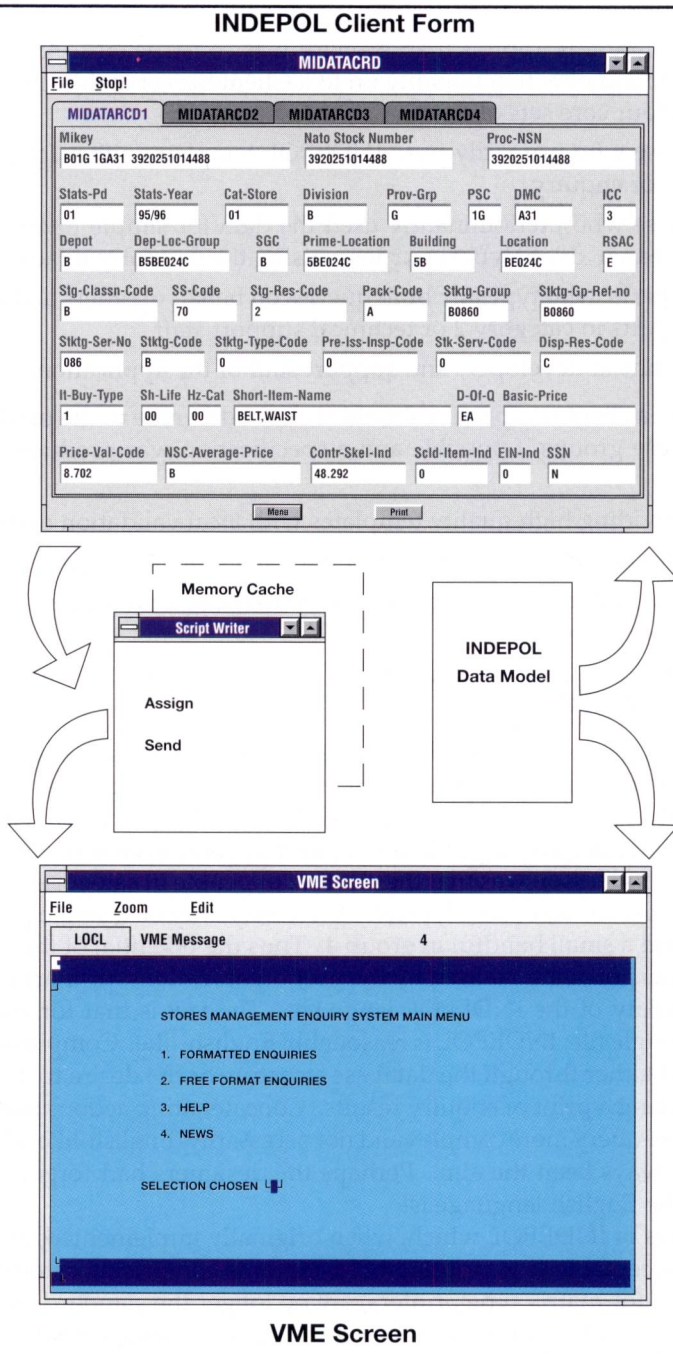 INDEPOL Client Form
MIDATACRD
File Stop!
MIDATARCD1 MIDATARCD2 MIDATARCD3 MIDATARCD4
Mikey Nato Stock Number Proc-NSN
B01G 1GA31 3920251014488 3920251014488 3920251014488
Stats-Pd Stats-Year Cat-Store Division Prov-Grp PSC DMC ICC
01 95/96 01 B G 1G A31 3
Depot Dep-Loc-Group SGC Prime-Location Building Location RSAC
B B5BE024C B 5BE024C 5B BE024C E
Stg-Classn-Code SS-Code Stg-Res-Code Pack-Code Stktg-Group Stktg-Gp-Ref-no
B 70 2 A B0860 B0860
Stktg-Ser-No Stktg-Code Stktg-Type-Code Pre-Iss-Insp-Code Stk-Serv-Code Disp-Res-Code
086 B 0 0 0 C
It-Buy-Type Sh-Life Hz-Cat Short-Item-Name D-Of-Q Basic-Price
1 00 00 BELT,WAIST EA
Price-Val-Code NSC-Average-Price Contr-Skel-Ind Scld-Item-Ind EIN-Ind SSN
8.702 B 48.292 0 0 N
Menu Print
Memory Cache
Script Writer
Assign
Send
INDEPOL
Data Model
VME Screen
File Zoom Edit
LOCL VME Message 4
STORES MANAGEMENT ENQUIRY SYSTEM MAIN MENU
1. FORMATTED ENQUIRIES
2. FREE FORMAT ENQUIRIES
3. HELP
4. NEWS
SELECTION CHOSEN
VME Screen